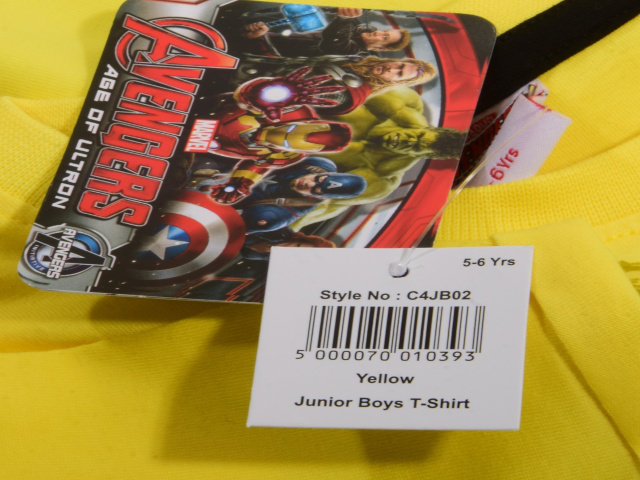 AVENGERS
AGE OF ULTRON
MARVEL
AVENGERS
5-6 Yrs
Style No : C4JB02
5 000070 010393
Yellow
Junior Boys T-Shirt